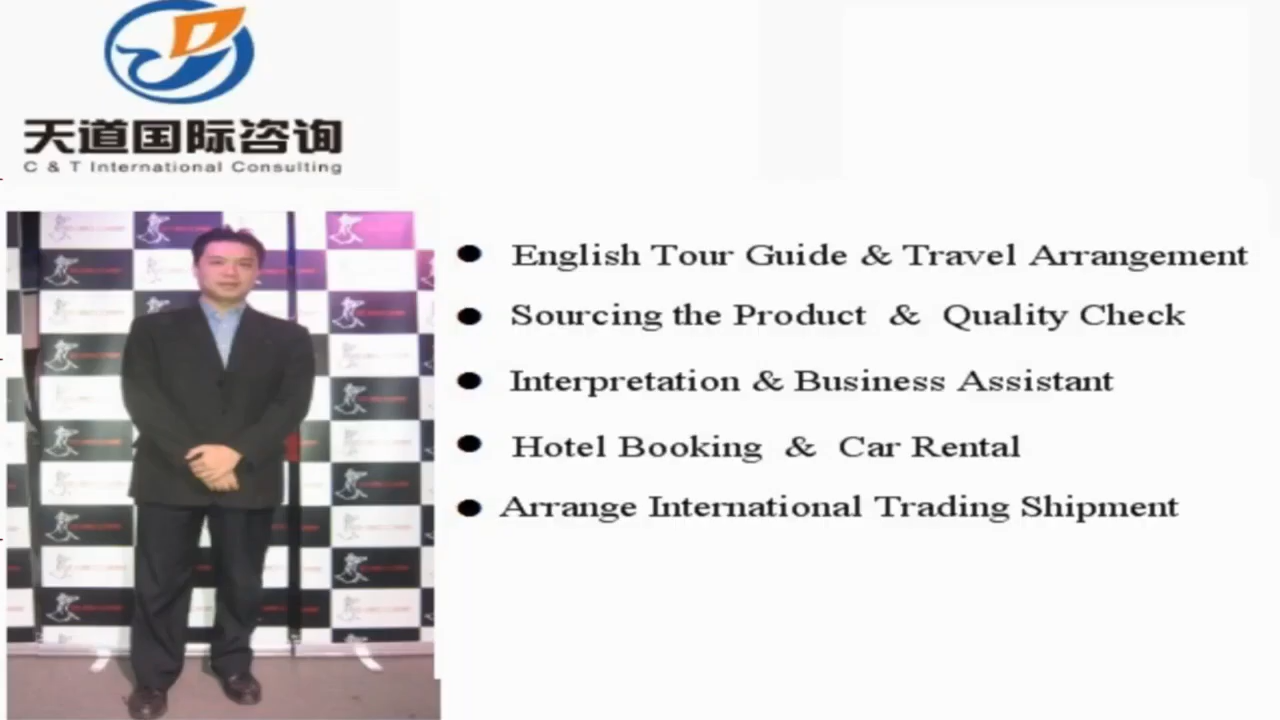 天道国际咨询
C & T International Consulting
● English Tour Guide & Travel Arrangement
● Sourcing the Product & Quality Check
● Interpretation & Business Assistant
● Hotel Booking & Car Rental
● Arrange International Trading Shipment